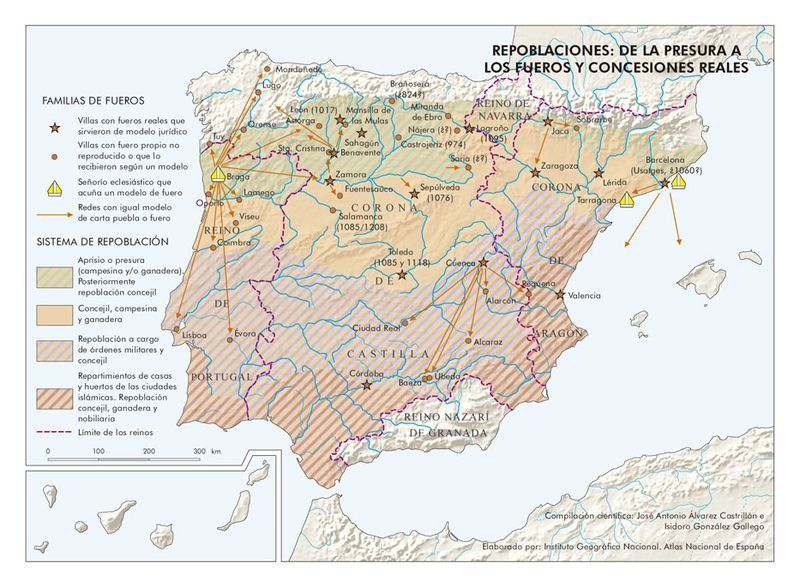 REPOBLACIONES: DE LA PRESURA A
LOS FUEROS Y CONCESIONES REALES
FAMILIAS DE FUEROS
Villas con fueros reales que
sirvieron de modelo jurídico
Villas con fuero propio no
reproducido o que lo
recibieron según un modelo
Señorío eclesiástico que
acuña un modelo de fuero
Redes con igual modelo
de carta puebla o fuero
SISTEMA DE REPOBLACIÓN
Aprisio o presura
(campesina y/o ganadera).
Posteriormente
repoblación concejil
Concejil, campesina
y ganadera
Repoblación a cargo
de órdenes militares y
concejil
Repartimientos de casas
y huertos de las ciudades
islámicas. Repoblación
concejil, ganadera y
nobiliaria
Límite de los reinos
0 100 200 300 km
Mondoñedo
Lugo
Orense
Tuy
León (1017)
Astorga
Mansilla de
las Mulas
Brañosera
(¿824?)
Miranda
de Ebro
Nájera (¿?)
Logroño
(1095)
REINO DE
NAVARRA
Jaca
Sobrarbe
Sahagún
Castrojeriz (974)
Sta. Cristina
Benavente
Soria (¿?)
Zaragoza
Barcelona
(Usatges, ¿1060?)
Lérida
Tarragona
CORONA
Braga
Zamora
Fuentesauco
Sepúlveda
(1076)
Oporto
Lamego
Viseu
Salamanca
(1085/1208)
CORONA
REINO
Coimbra
Toledo
(1085 y 1118)
Cuenca
DE
DE
DE
Requena
Valencia
Alarcón
Lisboa
Évora
Ciudad Real
Alcaraz
ARAGÓN
CASTILLA
PORTUGAL
Córdoba
Baeza
Úbeda
REINO NAZARÍ
DE GRANADA
Compilación científica: José Antonio Álvarez Castrillón e
Isidoro González Gallego
Elaborado por: Instituto Geográfico Nacional. Atlas Nacional de España